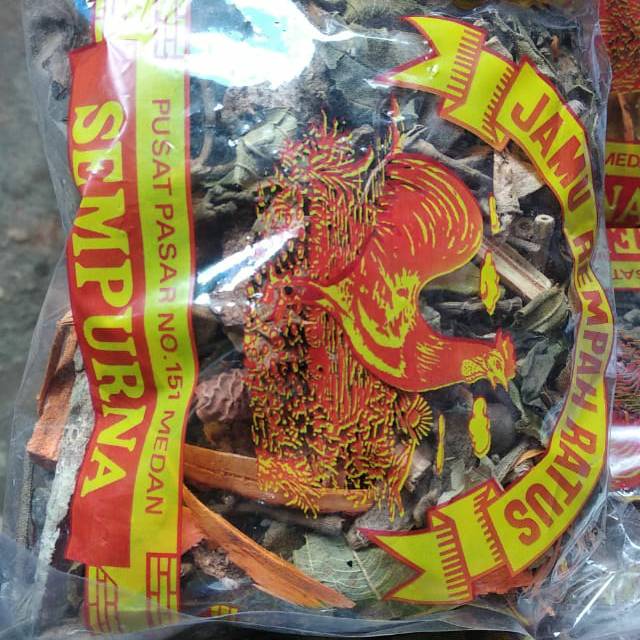 JAMU REMPAH RATUS
PUSAT PASAR NO.151 MEDAN
SEMPURNA